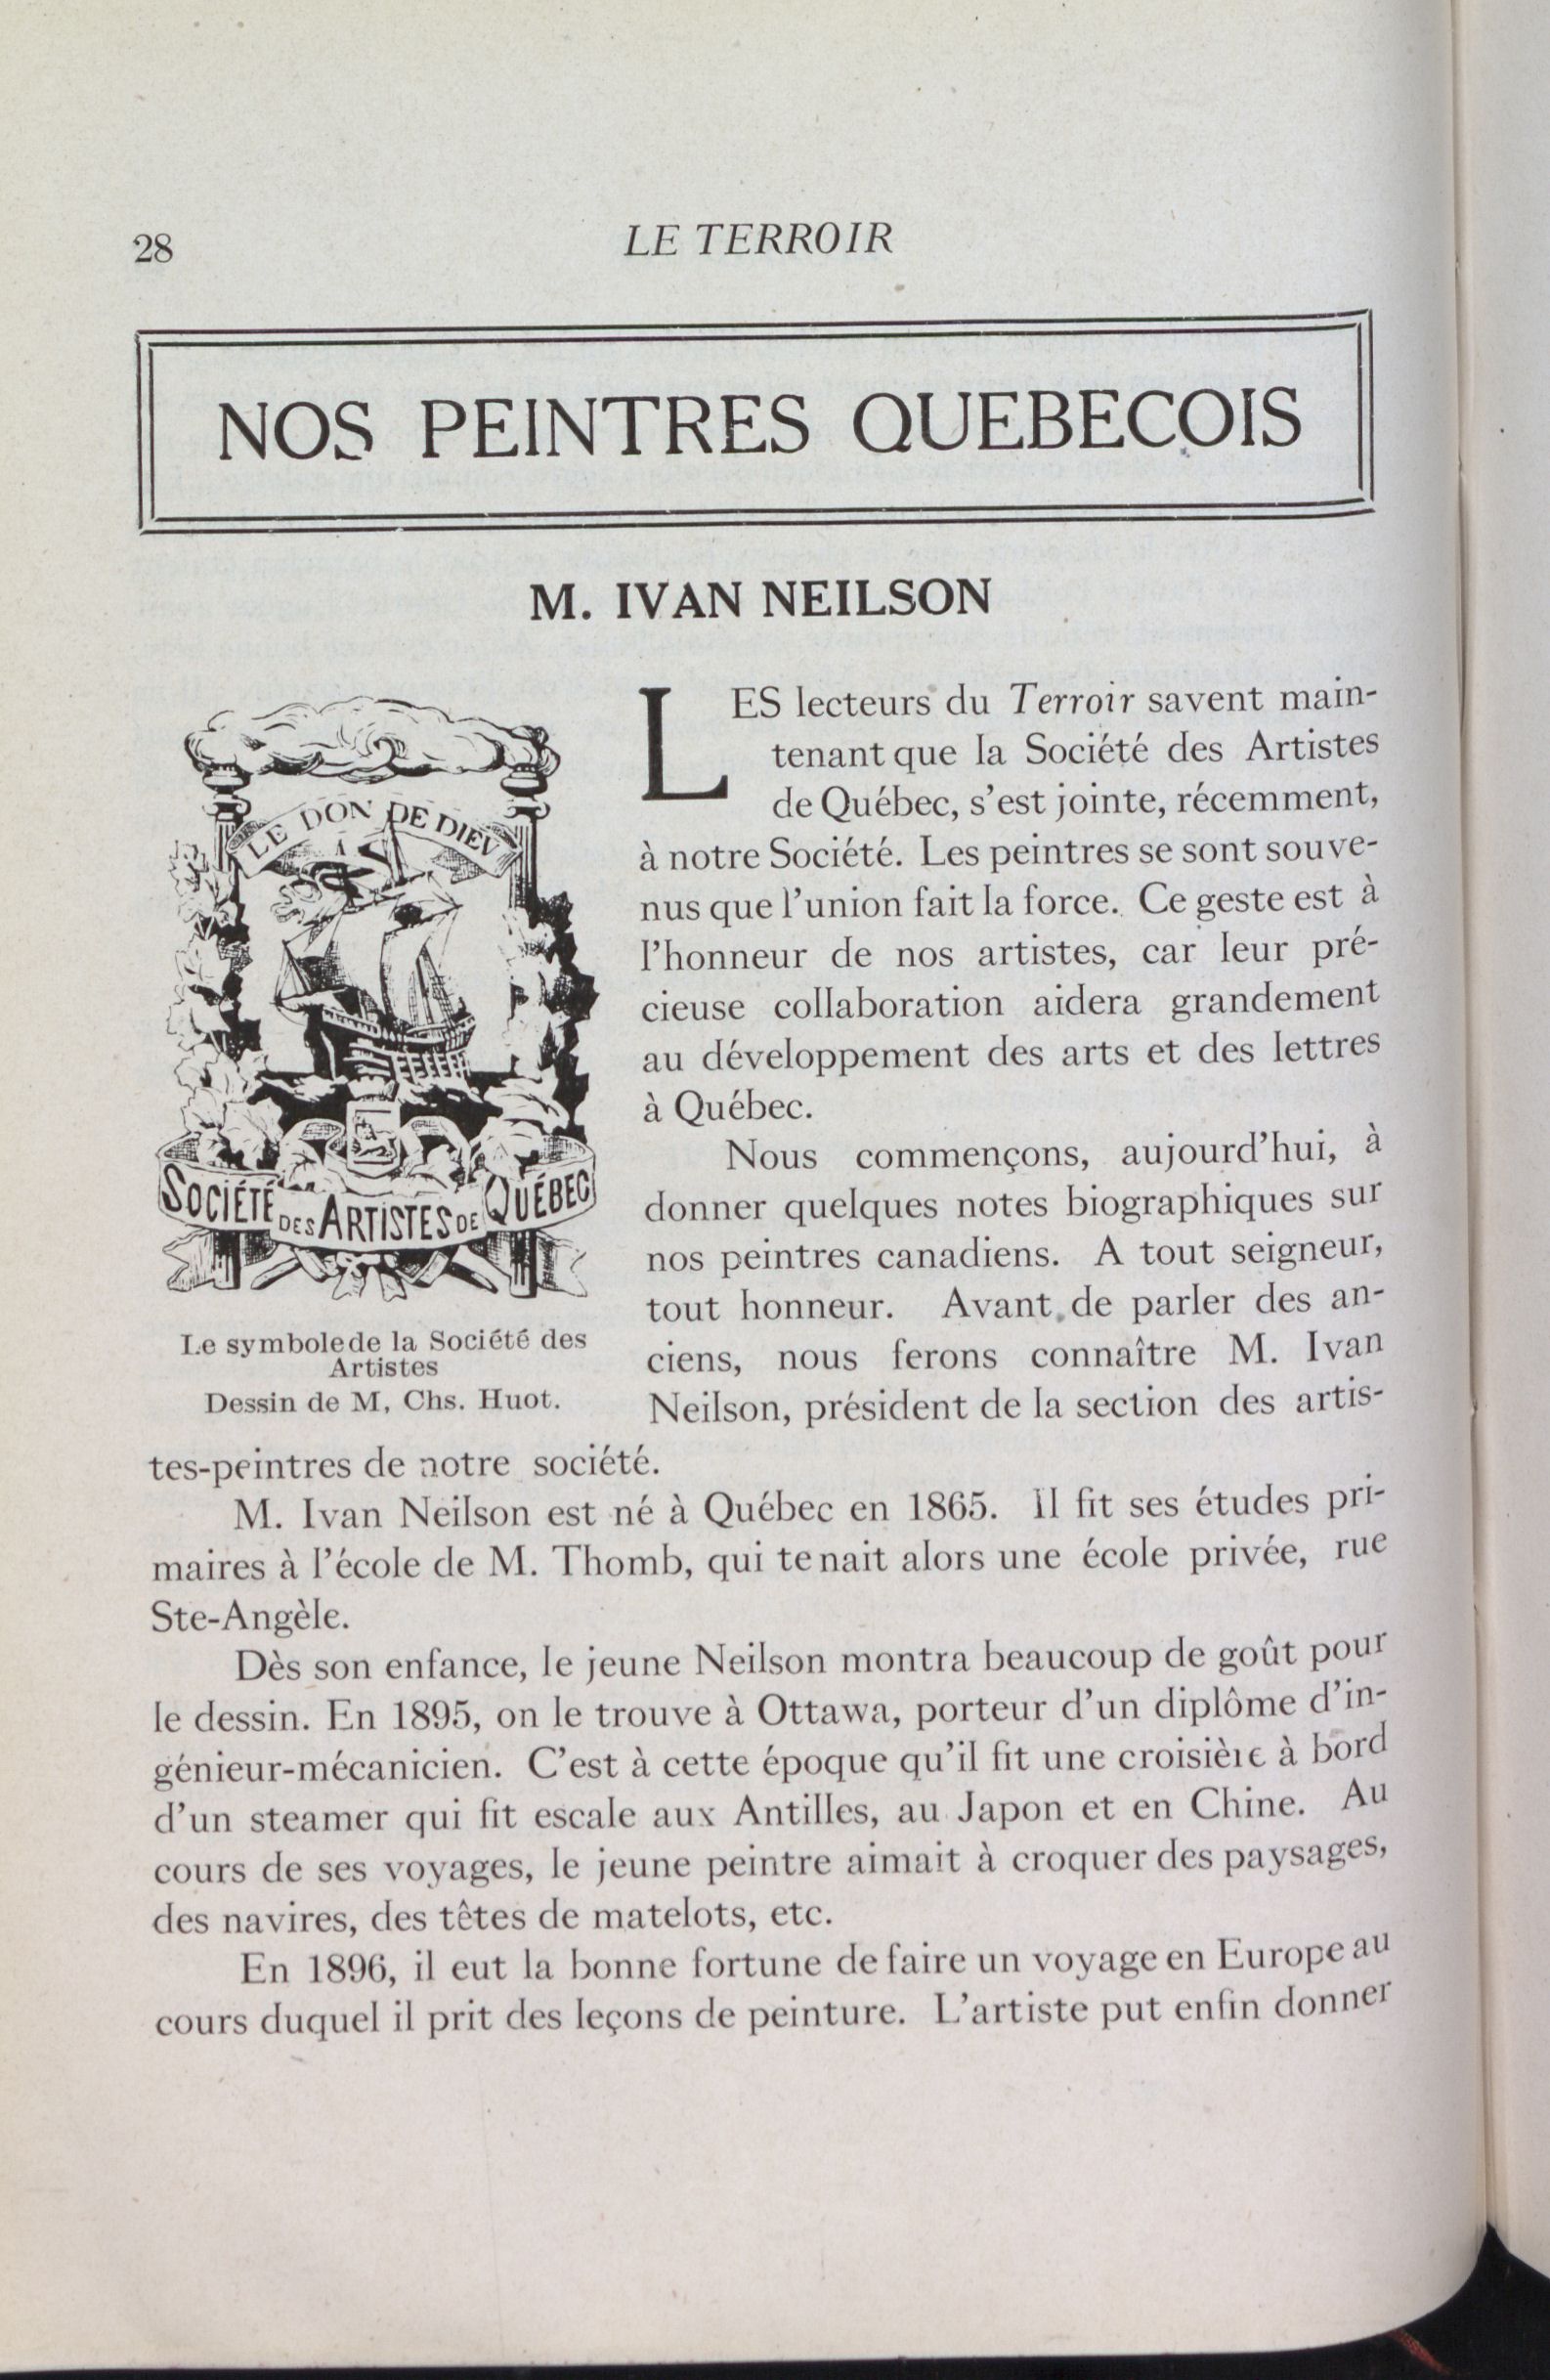 28
LE TERROIR
NOS PEINTRES QUEBECOIS
M. IVAN NEILSON
LE DON DE DIEV
SOCIÉTÉ DES ARTISTES DE QUÉBEC
Le symbole de la Société des
Artistes
Dessin de M, Chs. Huot.
LES lecteurs du Terroir savent main-
tenant que la Société des Artistes
de Québec, s'est jointe, récemment,
à notre Société. Les peintres se sont souve-
nus que l'union fait la force. Ce geste est à
l'honneur de nos artistes, car leur pré-
cieuse collaboration aidera grandement
au développement des arts et des lettres
à Québec.
Nous commençons, aujourd'hui, à
donner quelques notes biographiques sur
nos peintres canadiens. A tout seigneur,
tout honneur. Avant de parler des an-
ciens, nous ferons connaître M. Ivan
Neilson, président de la section des artis-
tes-peintres de notre société.
M. Ivan Neilson est né à Québec en 1865. Il fit ses études pri-
maires à l'école de M. Thomb, qui tenait alors une école privée, rue
Ste-Angèle.
Dès son enfance, le jeune Neilson montra beaucoup de goût pour
le dessin. En 1895, on le trouve à Ottawa, porteur d'un diplôme d'in-
génieur-mécanicien. C'est à cette époque qu'il fit une croisière à bord
d'un steamer qui fit escale aux Antilles, au Japon et en Chine. Au
cours de ses voyages, le jeune peintre aimait à croquer des paysages,
des navires, des têtes de matelots, etc.
En 1896, il eut la bonne fortune de faire un voyage en Europe au
cours duquel il prit des leçons de peinture. L'artiste put enfin donner